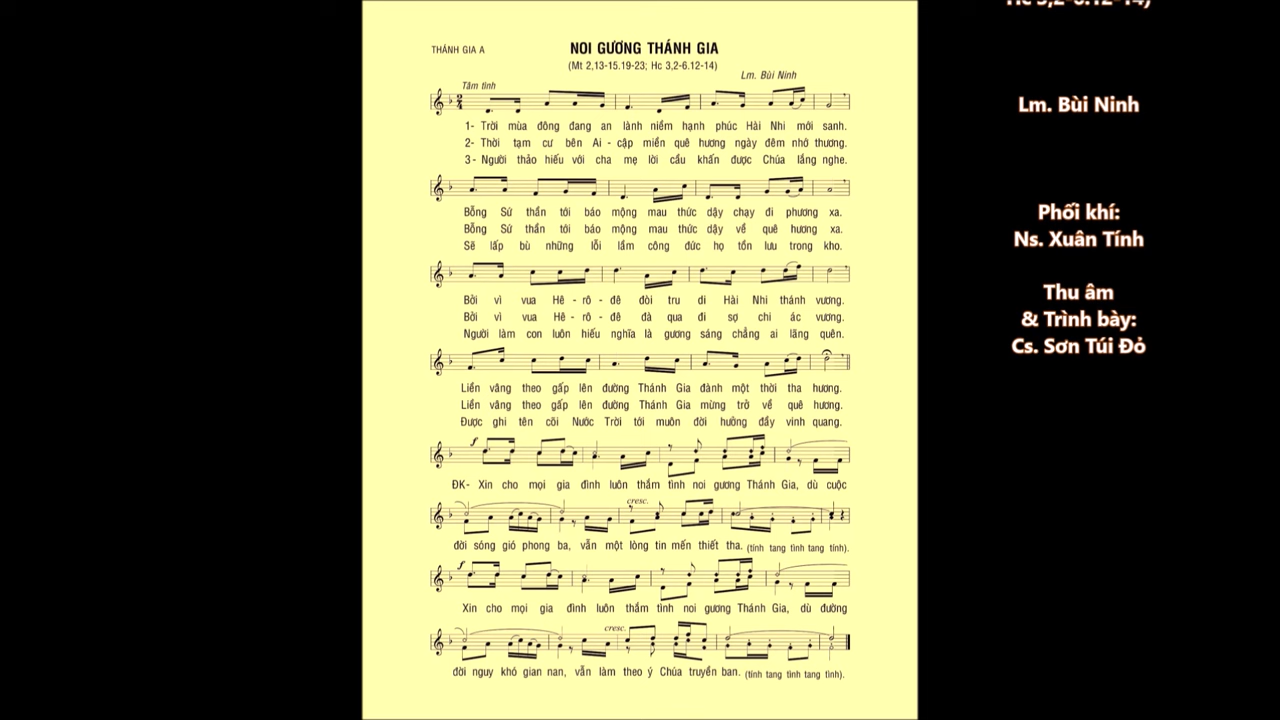 THÁNH GIA A
NOI GƯƠNG THÁNH GIA
(Mt 2,13-15.19-23; Hc 3,2-6.12-14)
Lm. Bùi Ninh
Tâm tình
1- Trời mùa đông đang an lành niềm hạnh phúc Hài Nhi mới sanh.
2- Thời tạm cư bên Ai - cập miền quê hương ngày đêm nhớ thương.
3- Người thảo hiếu với cha mẹ lời cầu khấn được Chúa lắng nghe.
Bỗng Sứ thần tới báo mộng mau thức dậy chạy đi phương xa.
Bỗng Sứ thần tới báo mộng mau thức dậy về quê hương xa.
Sẽ lấp bù những lỗi lầm công đức họ tồn lưu trong kho.
Bởi vì vua Hê - rô - đê đòi tru di Hài Nhi thánh vương.
Bởi vì vua Hê - rô - đê đà qua đi sợ chi ác vương.
Người làm con luôn hiếu nghĩa là gương sáng chẳng ai lãng quên.
Liền vâng theo gấp lên đường Thánh Gia đành một thời tha hương.
Liền vâng theo gấp lên đường Thánh Gia mừng trở về quê hương.
Được ghi tên cõi Nước Trời tới muôn đời hưởng đầy vinh quang.
f
ĐK- Xin cho mọi gia đình luôn thắm tình noi gương Thánh Gia, dù cuộc
cresc.
đời sóng gió phong ba, vẫn một lòng tin mến thiết tha. (tính tang tình tang tính).
f
Xin cho mọi gia đình luôn thắm tình noi gương Thánh Gia, dù đường
cresc.
đời nguy khó gian nan, vẫn làm theo ý Chúa truyền ban. (tính tang tình tang tình).
Hc 3,2-6.12-14)
Lm. Bùi Ninh
Phối khí:
Ns. Xuân Tính
Thu âm
& Trình bày:
Cs. Sơn Túi Đỏ